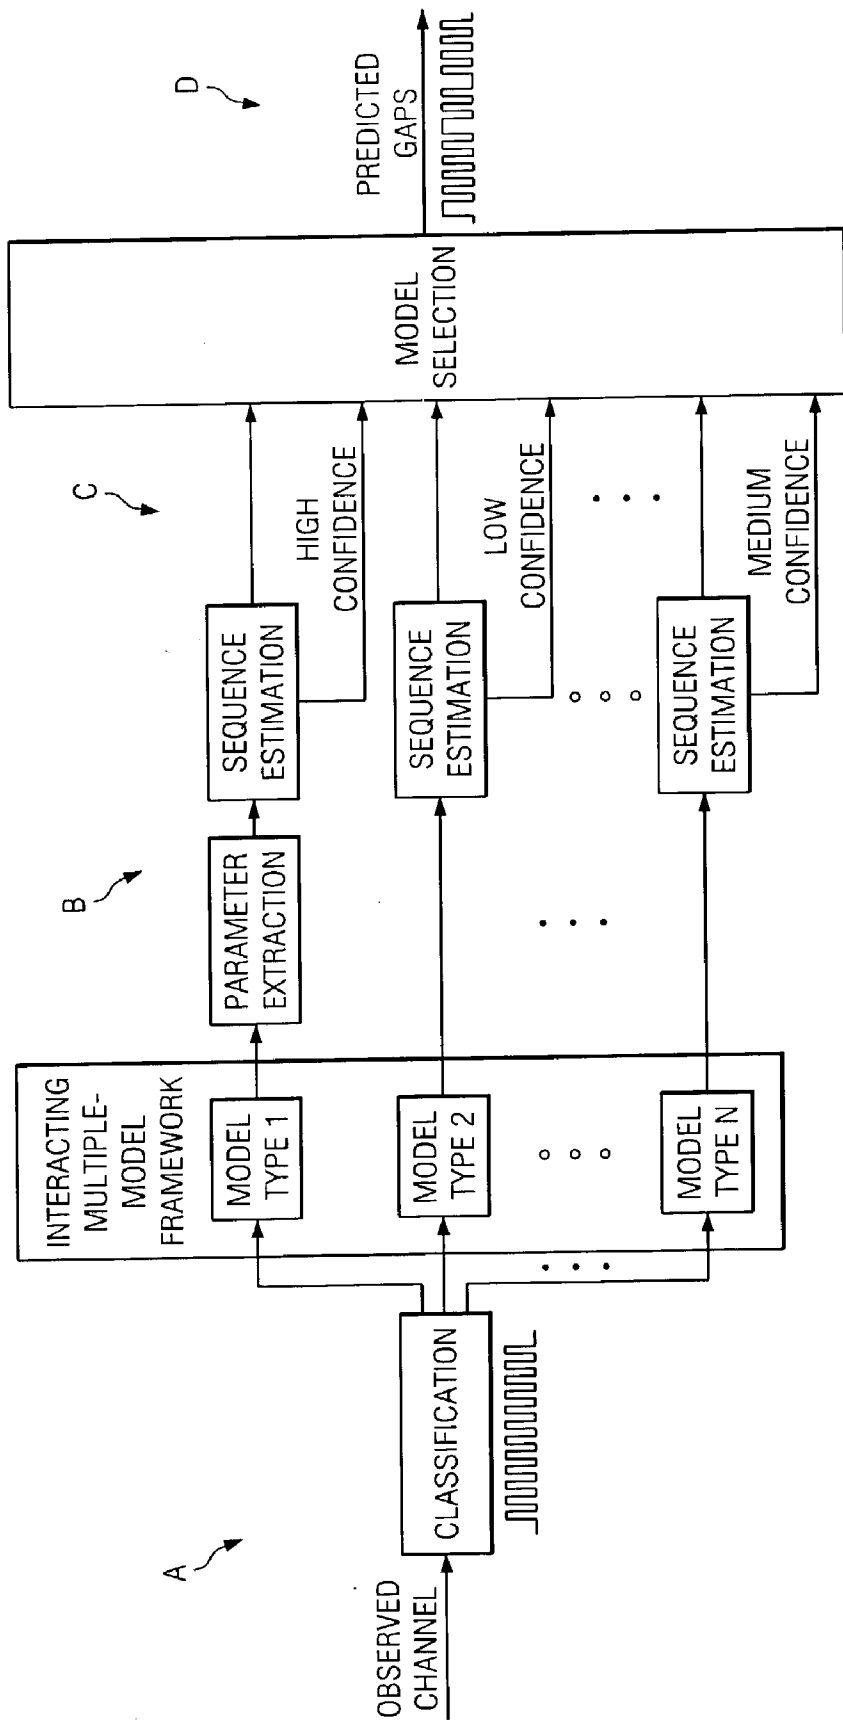 A
OBSERVED
CHANNEL
CLASSIFICATION
INTERACTING
MULTIPLE-
MODEL
FRAMEWORK
MODEL
TYPE 1
MODEL
TYPE 2
MODEL
TYPE N
B
PARAMETER
EXTRACTION
SEQUENCE
ESTIMATION
SEQUENCE
ESTIMATION
SEQUENCE
ESTIMATION
C
HIGH
CONFIDENCE
LOW
CONFIDENCE
MEDIUM
CONFIDENCE
MODEL
SELECTION
D
PREDICTED
GAPS